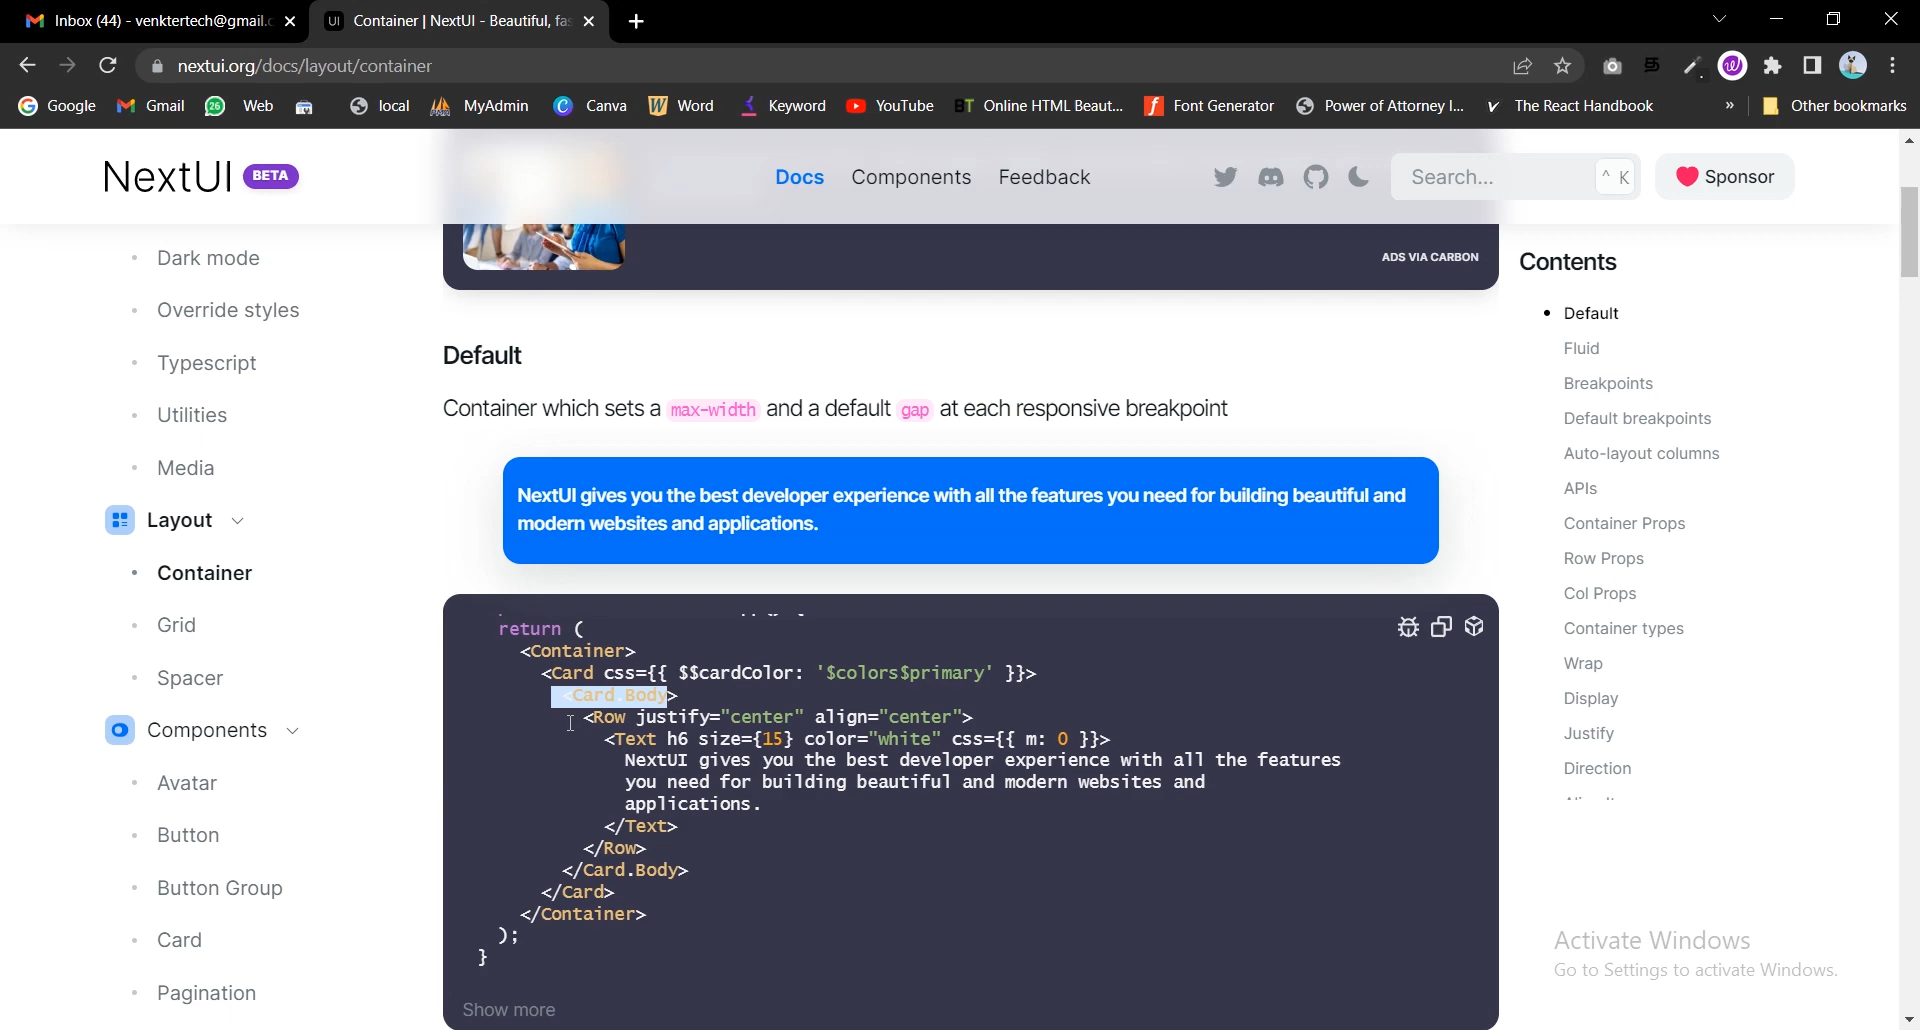 Inbox (44) - venktertech@gmail.c
Container | NextUI - Beautiful, fas
nextui.org/docs/layout/container
Google
Gmail
26
Web
local
MyAdmin
Canva
Word
Keyword
YouTube
BT Online HTML Beaut...
Font Generator
Power of Attorney I...
The React Handbook
»
Other bookmarks
NextUI BETA
Docs
Components
Feedback
Search...
^ K
Sponsor
Dark mode
Override styles
Typescript
Utilities
Media
Layout
Container
Grid
Spacer
Components
Avatar
Button
Button Group
Card
Pagination
ADS VIA CARBON
Default
Container which sets a max-width and a default gap at each responsive breakpoint
NextUI gives you the best developer experience with all the features you need for building beautiful and
modern websites and applications.
return (
<Container>
<Card css={{ $$cardColor: '$colors$primary' }}>
<Card.Body>
<Row justify="center" align="center">
<Text h6 size={15} color="white" css={{ m: 0 }}>
NextUI gives you the best developer experience with all the features
you need for building beautiful and modern websites and
applications.
</Text>
</Row>
</Card.Body>
</Card>
</Container>
);
}
Show more
Contents
Default
Fluid
Breakpoints
Default breakpoints
Auto-layout columns
APIs
Container Props
Row Props
Col Props
Container types
Wrap
Display
Justify
Direction
Activate Windows
Go to Settings to activate Windows.